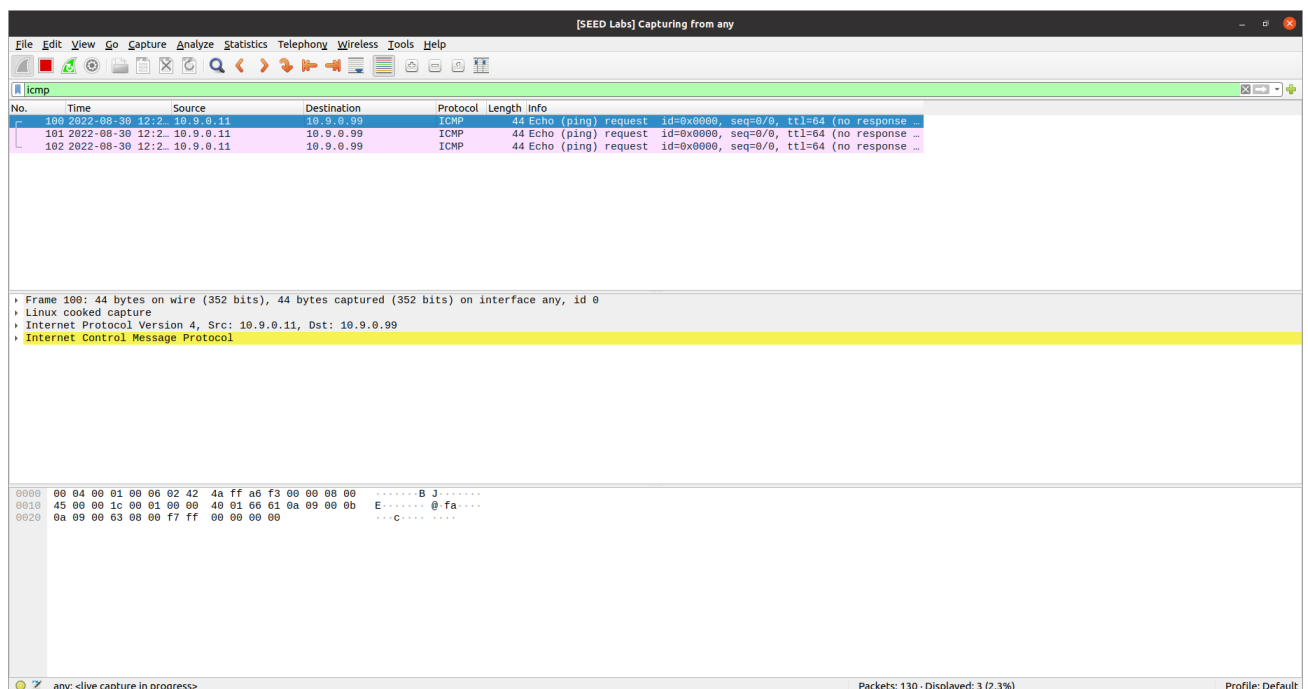 [SEED Labs] Capturing from any
File Edit View Go Capture Analyze Statistics Telephony Wireless Tools Help
icmp
No. Time Source Destination Protocol Length Info
100 2022-08-30 12:2… 10.9.0.11 10.9.0.99 ICMP 44 Echo (ping) request id=0x0000, seq=0/0, ttl=64 (no response …
101 2022-08-30 12:2… 10.9.0.11 10.9.0.99 ICMP 44 Echo (ping) request id=0x0000, seq=0/0, ttl=64 (no response …
102 2022-08-30 12:2… 10.9.0.11 10.9.0.99 ICMP 44 Echo (ping) request id=0x0000, seq=0/0, ttl=64 (no response …
Frame 100: 44 bytes on wire (352 bits), 44 bytes captured (352 bits) on interface any, id 0
Linux cooked capture
Internet Protocol Version 4, Src: 10.9.0.11, Dst: 10.9.0.99
Internet Control Message Protocol
0000 00 04 00 01 00 06 02 42 4a ff a6 f3 00 00 08 00 ·······B J·······
0010 45 00 00 1c 00 01 00 00 40 01 66 61 0a 09 00 0b E······· @·fa····
0020 0a 09 00 63 08 00 f7 ff 00 00 00 00 ···c···· ····
any: <live capture in progress> Packets: 130 · Displayed: 3 (2.3%) Profile: Default